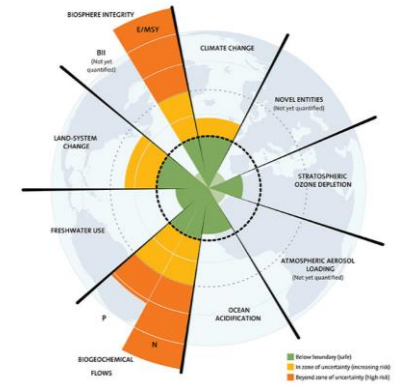 BIOSPHERE INTEGRITY
E/MSY
CLIMATE CHANGE
BII
(Not yet
quantified)
NOVEL ENTITIES
(Not yet quantified)
LAND-SYSTEM
CHANGE
STRATOSPHERIC
OZONE DEPLETION
FRESHWATER USE
ATMOSPHERIC AEROSOL
LOADING
(Not yet quantified)
P
OCEAN
ACIDIFICATION
N
BIOGEOCHEMICAL
FLOWS
Below boundary (safe)
In zone of uncertainty (increasing risk)
Beyond zone of uncertainty (high risk)